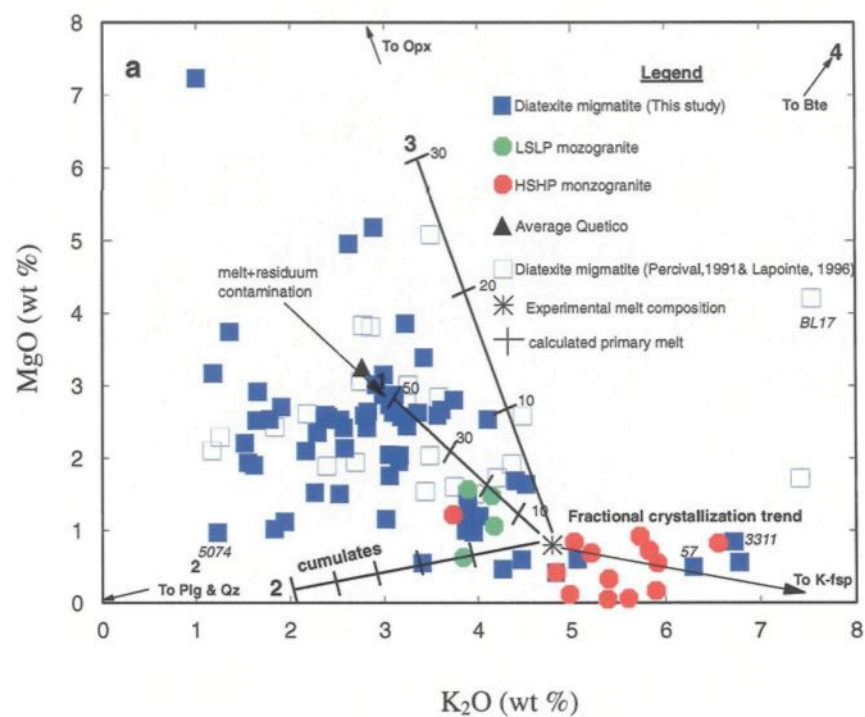 8
7
6
5
4
3
2
1
0
MgO (wt %)
a
To Opx
4
To Bte
Legend
Diatexite migmatite (This study)
LSLP mozogranite
HSHP monzogranite
Average Quetico
Diatexite migmatite (Percival,1991& Lapointe, 1996)
Experimental melt composition
calculated primary melt
3
30
20
10
melt+residuum
contamination
1
50
30
10
BL17
Fractional crystallization trend
57
3311
To K-fsp
5074
2
cumulates
2
To Plg & Qz
0 1 2 3 4 5 6 7 8
K₂O (wt %)